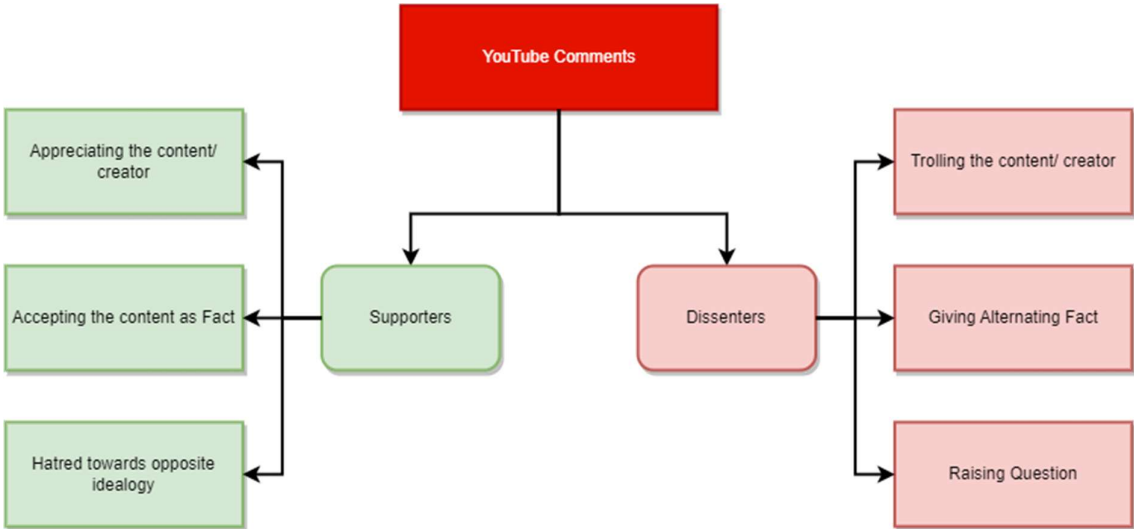 YouTube Comments
Appreciating the content/
creator
Trolling the content/ creator
Accepting the content as Fact
Supporters
Dissenters
Giving Alternating Fact
Hatred towards opposite
idealogy
Raising Question